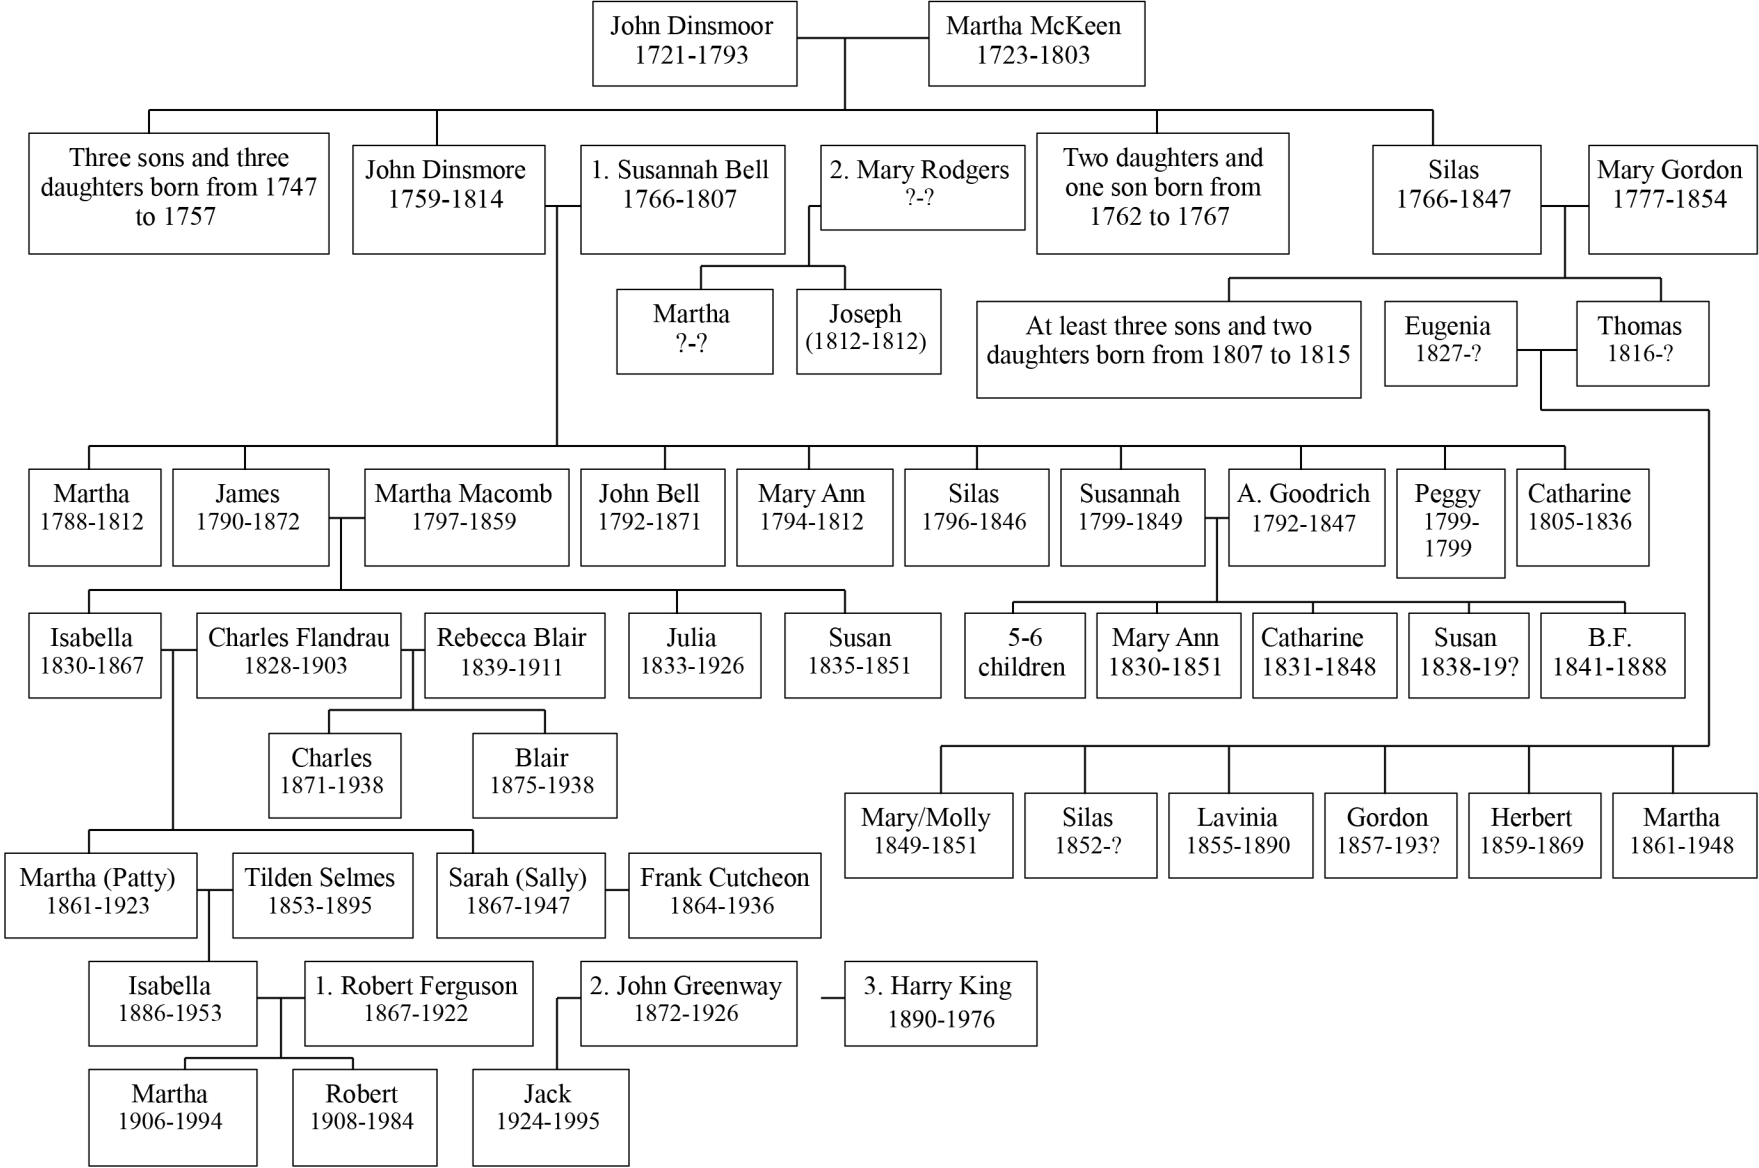 John Dinsmoor
1721-1793
Martha McKeen
1723-1803
Three sons and three
daughters born from 1747
to 1757
John Dinsmore
1759-1814
1. Susannah Bell
1766-1807
2. Mary Rodgers
?-?
Two daughters and
one son born from
1762 to 1767
Silas
1766-1847
Mary Gordon
1777-1854
Martha
?-?
Joseph
(1812-1812)
At least three sons and two
daughters born from 1807 to 1815
Eugenia
1827-?
Thomas
1816-?
Martha
1788-1812
James
1790-1872
Martha Macomb
1797-1859
John Bell
1792-1871
Mary Ann
1794-1812
Silas
1796-1846
Susannah
1799-1849
A. Goodrich
1792-1847
Peggy
1799-
1799
Catharine
1805-1836
Isabella
1830-1867
Charles Flandrau
1828-1903
Rebecca Blair
1839-1911
Julia
1833-1926
Susan
1835-1851
5-6
children
Mary Ann
1830-1851
Catharine
1831-1848
Susan
1838-19?
B.F.
1841-1888
Charles
1871-1938
Blair
1875-1938
Mary/Molly
1849-1851
Silas
1852-?
Lavinia
1855-1890
Gordon
1857-193?
Herbert
1859-1869
Martha
1861-1948
Martha (Patty)
1861-1923
Tilden Selmes
1853-1895
Sarah (Sally)
1867-1947
Frank Cutcheon
1864-1936
Isabella
1886-1953
1. Robert Ferguson
1867-1922
2. John Greenway
1872-1926
3. Harry King
1890-1976
Martha
1906-1994
Robert
1908-1984
Jack
1924-1995